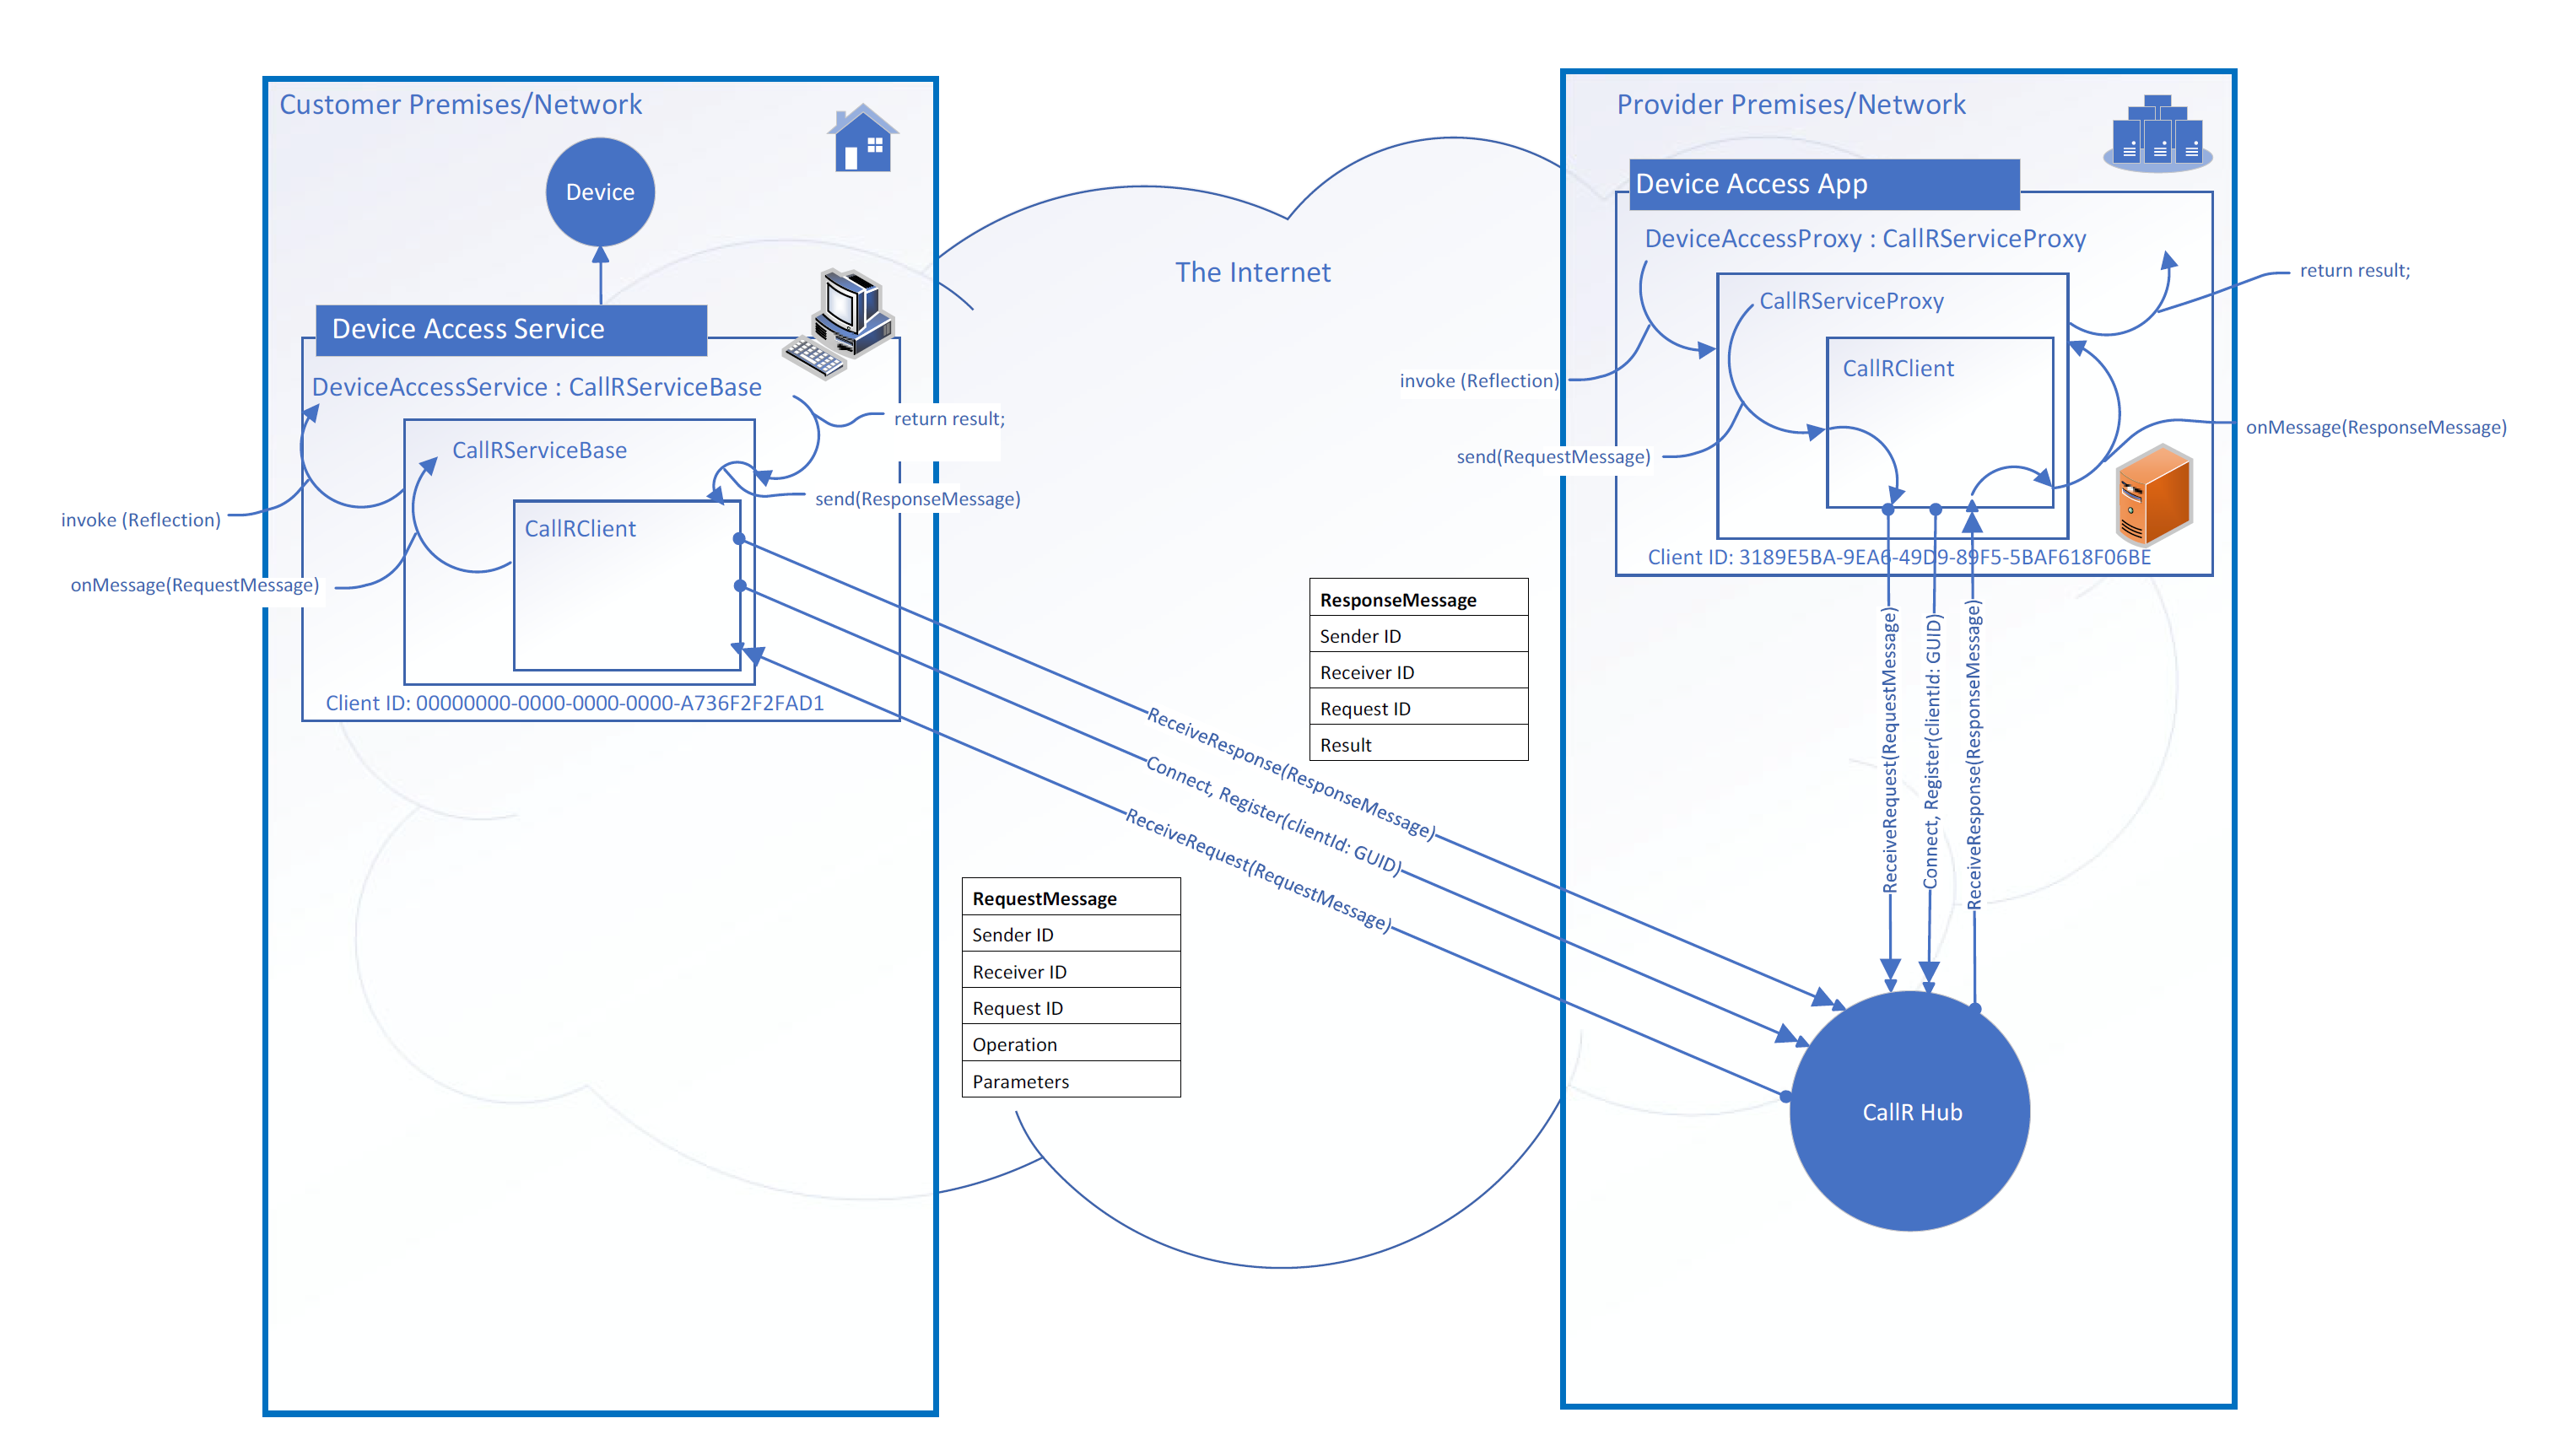 Customer Premises/Network
Device
Device Access Service
DeviceAccessService : CallRServiceBase
return result;
CallRServiceBase
send(ResponseMessage)
invoke (Reflection)
CallRClient
onMessage(RequestMessage)
Client ID: 00000000-0000-0000-0000-A736F2F2FAD1
The Internet
ResponseMessage
Sender ID
Receiver ID
Request ID
Result
ReceiveResponse(ResponseMessage)
Connect, Register(clientId: GUID)
ReceiveRequest(RequestMessage)
RequestMessage
Sender ID
Receiver ID
Request ID
Operation
Parameters
Provider Premises/Network
Device Access App
DeviceAccessProxy : CallRServiceProxy
return result;
CallRServiceProxy
CallRClient
invoke (Reflection)
onMessage(ResponseMessage)
send(RequestMessage)
Client ID: 3189E5BA-9EA6-49D9-89F5-5BAF618F06BE
ReceiveRequest(RequestMessage)
Connect, Register(clientId: GUID)
ReceiveResponse(ResponseMessage)
CallR Hub